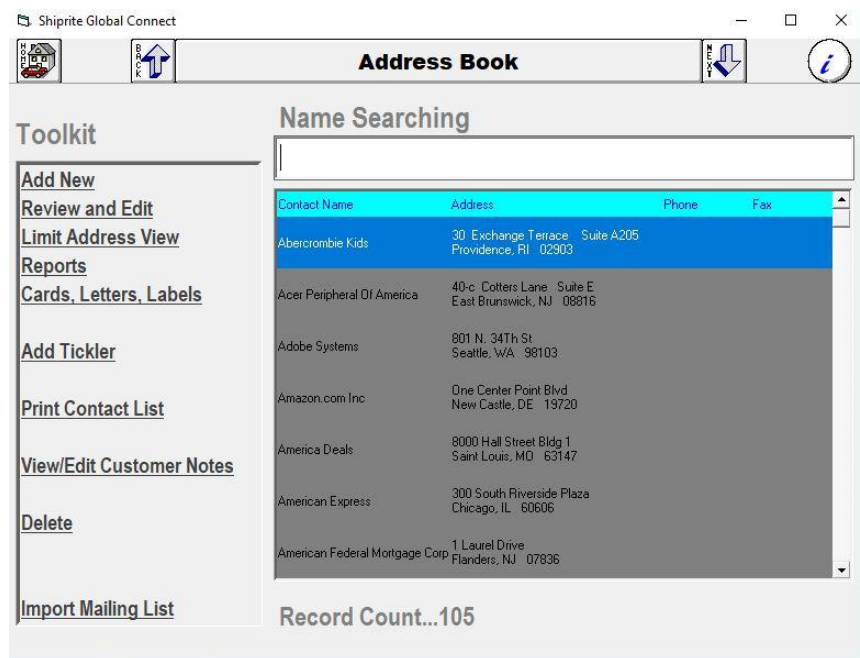 Shiprite Global Connect
HOME
BACK
Address Book
NEXT
i
Toolkit
Add New
Review and Edit
Limit Address View
Reports
Cards, Letters, Labels
Add Tickler
Print Contact List
View/Edit Customer Notes
Delete
Import Mailing List
Name Searching
Contact Name Address Phone Fax
Abercrombie Kids 30 Exchange Terrace Suite A205
Providence, RI 02903
Acer Peripheral Of America 40-c Cotters Lane Suite E
East Brunswick, NJ 08816
Adobe Systems 801 N. 34Th St
Seattle, WA 98103
Amazon.com Inc One Center Point Blvd
New Castle, DE 19720
America Deals 8000 Hall Street Bldg 1
Saint Louis, MO 63147
American Express 300 South Riverside Plaza
Chicago, IL 60606
American Federal Mortgage Corp 1 Laurel Drive
Flanders, NJ 07836
Record Count...105